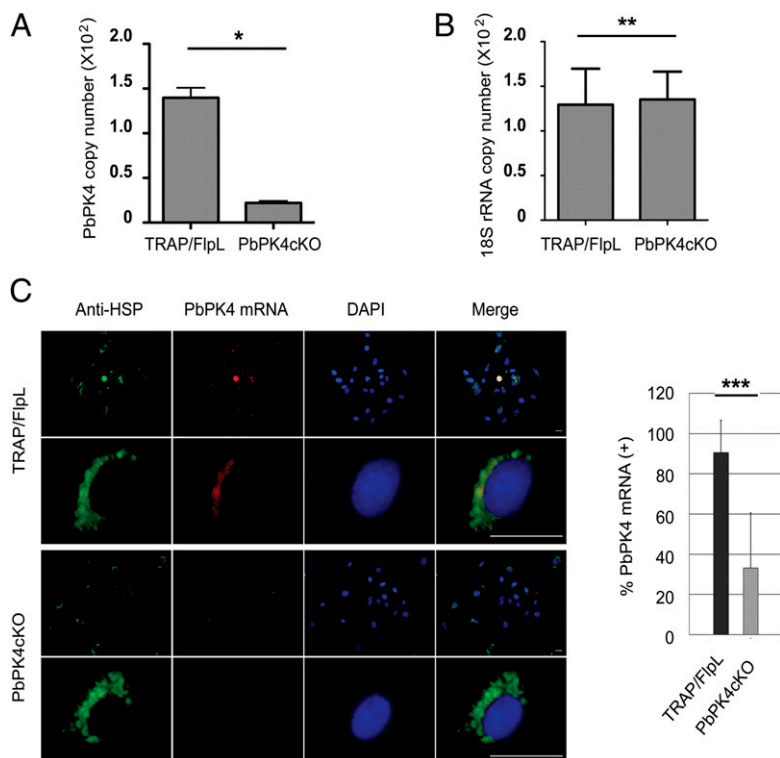 A
PbPK4 copy number (X10²)
2.0
1.5
1.0
0.5
0
*
TRAP/FlpL
PbPK4cKO
B
18S rRNA copy number (X10²)
2.0
1.5
1.0
0.5
0
**
TRAP/FlpL
PbPK4cKO
C
Anti-HSP
PbPK4 mRNA
DAPI
Merge
TRAP/FlpL
PbPK4cKO
% PbPK4 mRNA (+)
120
100
80
60
40
20
0
***
TRAP/FlpL
PbPK4cKO